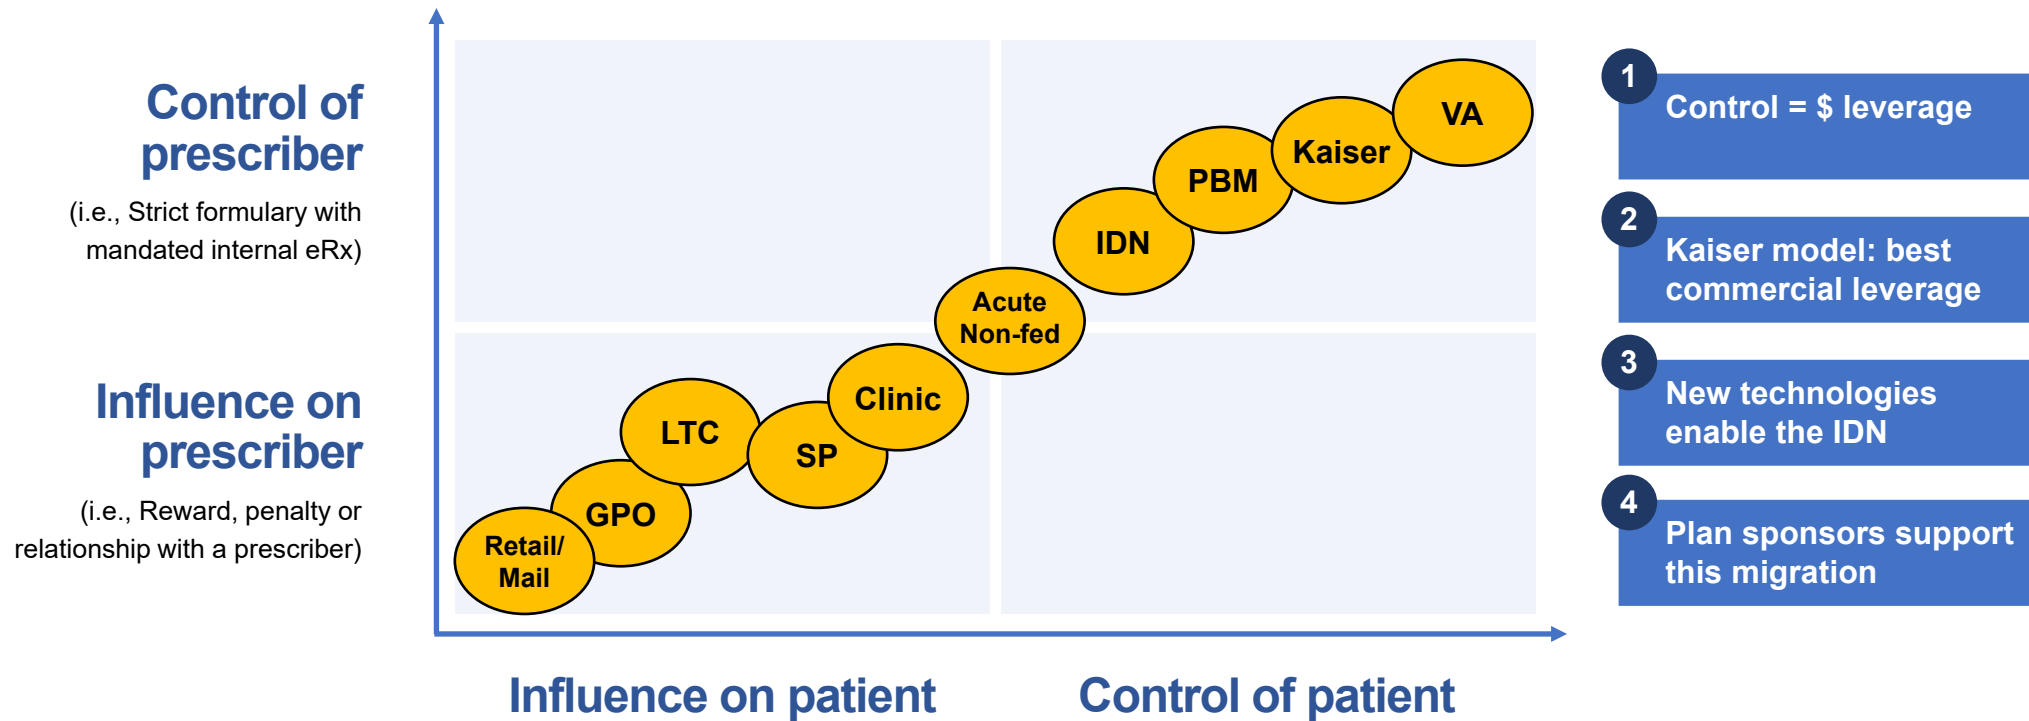 Control of
prescriber
(i.e., Strict formulary with
mandated internal eRx)
Influence on
prescriber
(i.e., Reward, penalty or
relationship with a prescriber)
VA
Kaiser
PBM
IDN
Acute
Non-fed
Clinic
LTC
SP
GPO
Retail/
Mail
Influence on patient
Control of patient
1
Control = $ leverage
2
Kaiser model: best
commercial leverage
3
New technologies
enable the IDN
4
Plan sponsors support
this migration